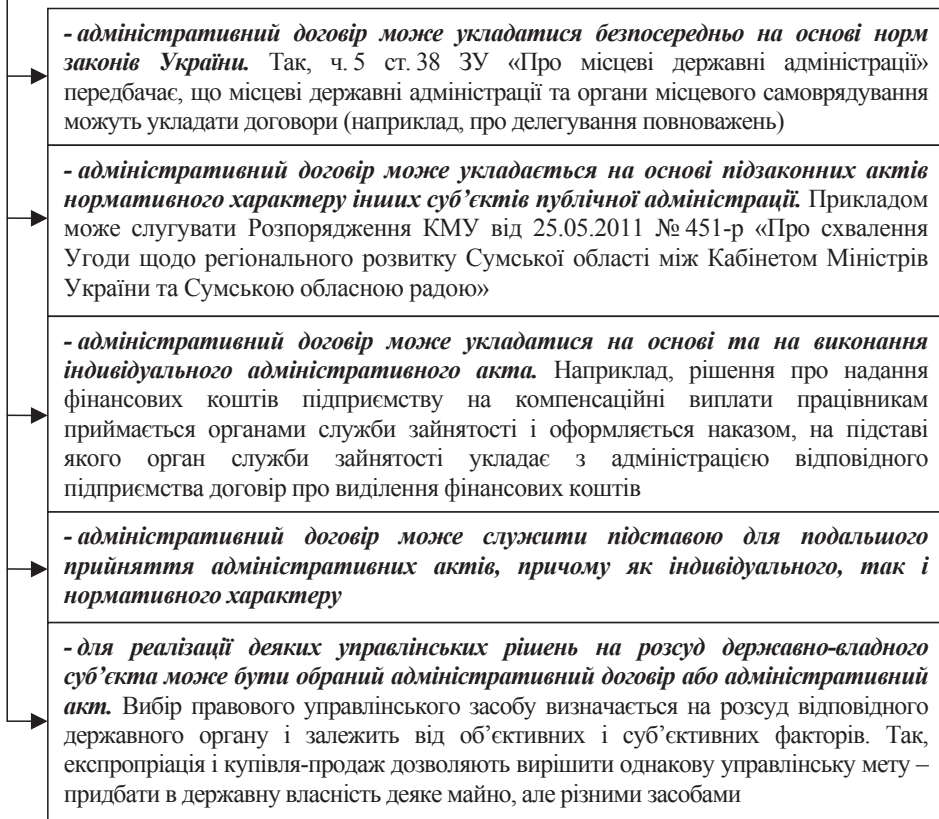 - адміністративний договір може укладатися безпосередньо на основі норм
законів України. Так, ч. 5 ст. 38 ЗУ «Про місцеві державні адміністрації»
передбачає, що місцеві державні адміністрації та органи місцевого самоврядування
можуть укладати договори (наприклад, про делегування повноважень)
- адміністративний договір може укладається на основі підзаконних актів
нормативного характеру інших суб’єктів публічної адміністрації. Прикладом
може слугувати Розпорядження КМУ від 25.05.2011 № 451-р «Про схвалення
Угоди щодо регіонального розвитку Сумської області між Кабінетом Міністрів
України та Сумською обласною радою»
- адміністративний договір може укладатися на основі та на виконання
індивідуального адміністративного акта. Наприклад, рішення про надання
фінансових коштів підприємству на компенсаційні виплати працівникам
приймається органами служби зайнятості і оформляється наказом, на підставі
якого орган служби зайнятості укладає з адміністрацією відповідного
підприємства договір про виділення фінансових коштів
- адміністративний договір може служити підставою для подальшого
прийняття адміністративних актів, причому як індивідуального, так і
нормативного характеру
- для реалізації деяких управлінських рішень на розсуд державно-владного
суб’єкта може бути обраний адміністративний договір або адміністративний
акт. Вибір правового управлінського засобу визначається на розсуд відповідного
державного органу і залежить від об’єктивних і суб’єктивних факторів. Так,
експропріація і купівля-продаж дозволяють вирішити однакову управлінську мету –
придбати в державну власність деяке майно, але різними засобами